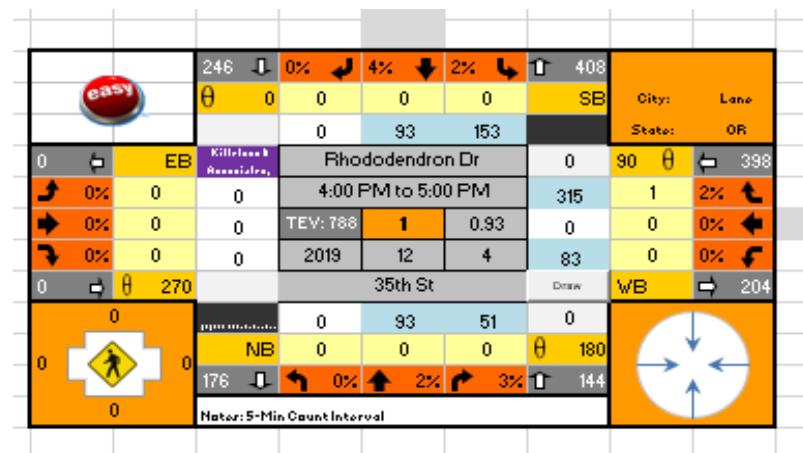 246 0% 4% 2% 408
easy
θ 0 0 0 0 SB City: Lane
0 93 153 State: OR
0 EB Killelson & Rhododendron Dr 0 90 θ 398
Associates,
0% 0 0 4:00 PM to 5:00 PM 315 1 2%
0% 0 0 TEV: 788 1 0.93 0 0 0%
0% 0 0 2019 12 4 83 0 0%
0 θ 270 35th St Draw WB 204
0 0 93 51 0
0 0 NB 0 0 0 θ 180
176 0% 2% 3% 144
0 Notes: 5-Min Count Interval